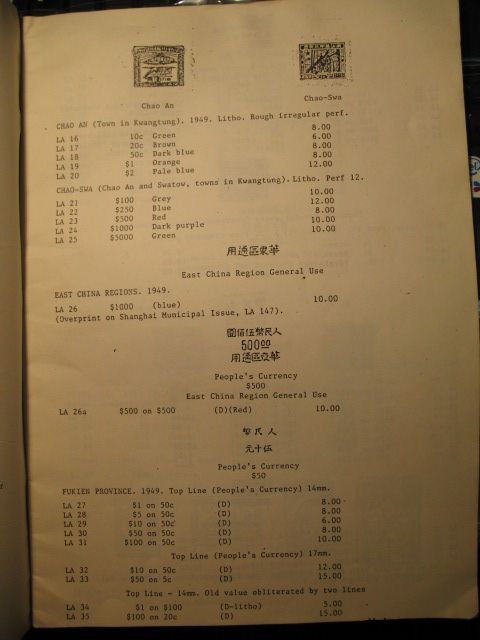 Chao An
Chao-Swa
CHAO AN (Town in Kwangtung). 1949. Litho. Rough irregular perf.
LA 16 10c Green 8.00
LA 17 20c Brown 6.00
LA 18 50c Dark blue 8.00
LA 19 $1 Orange 8.00
LA 20 $2 Pale blue 12.00
CHAO-SWA (Chao An and Swatow, towns in Kwangtung). Litho. Perf 12.
LA 21 $100 Grey 10.00
LA 22 $250 Blue 12.00
LA 23 $500 Red 8.00
LA 24 $1000 Dark purple 10.00
LA 25 $5000 Green 10.00
用通區東華
East China Region General Use
EAST CHINA REGIONS. 1949.
LA 26 $1000 (blue) 10.00
(Overprint on Shanghai Municipal Issue, LA 147).
圓佰伍幣民人
500.00
用通區東華
People's Currency
$500
East China Region General Use
LA 26a $500 on $500 (D)(Red) 10.00
幣 民 人
元十伍
People's Currency
$50
FUKIEN PROVINCE. 1949. Top Line (People's Currency) 14mm.
LA 27 $1 on 50c (D) 8.00
LA 28 $5 on 50c (D) 8.00
LA 29 $10 on 50c (D) 6.00
LA 30 $50 on 50c (D) 8.00
LA 31 $100 on 50c (D) 10.00
Top Line (People's Currency) 17mm.
LA 32 $10 on 50c (D) 12.00
LA 33 $50 on 5c (D) 15.00
Top Line - 14mm. Old value obliterated by two lines
LA 34 $1 on $100 (D-litho) 5.00
LA 35 $100 on 20c (D) 15.00